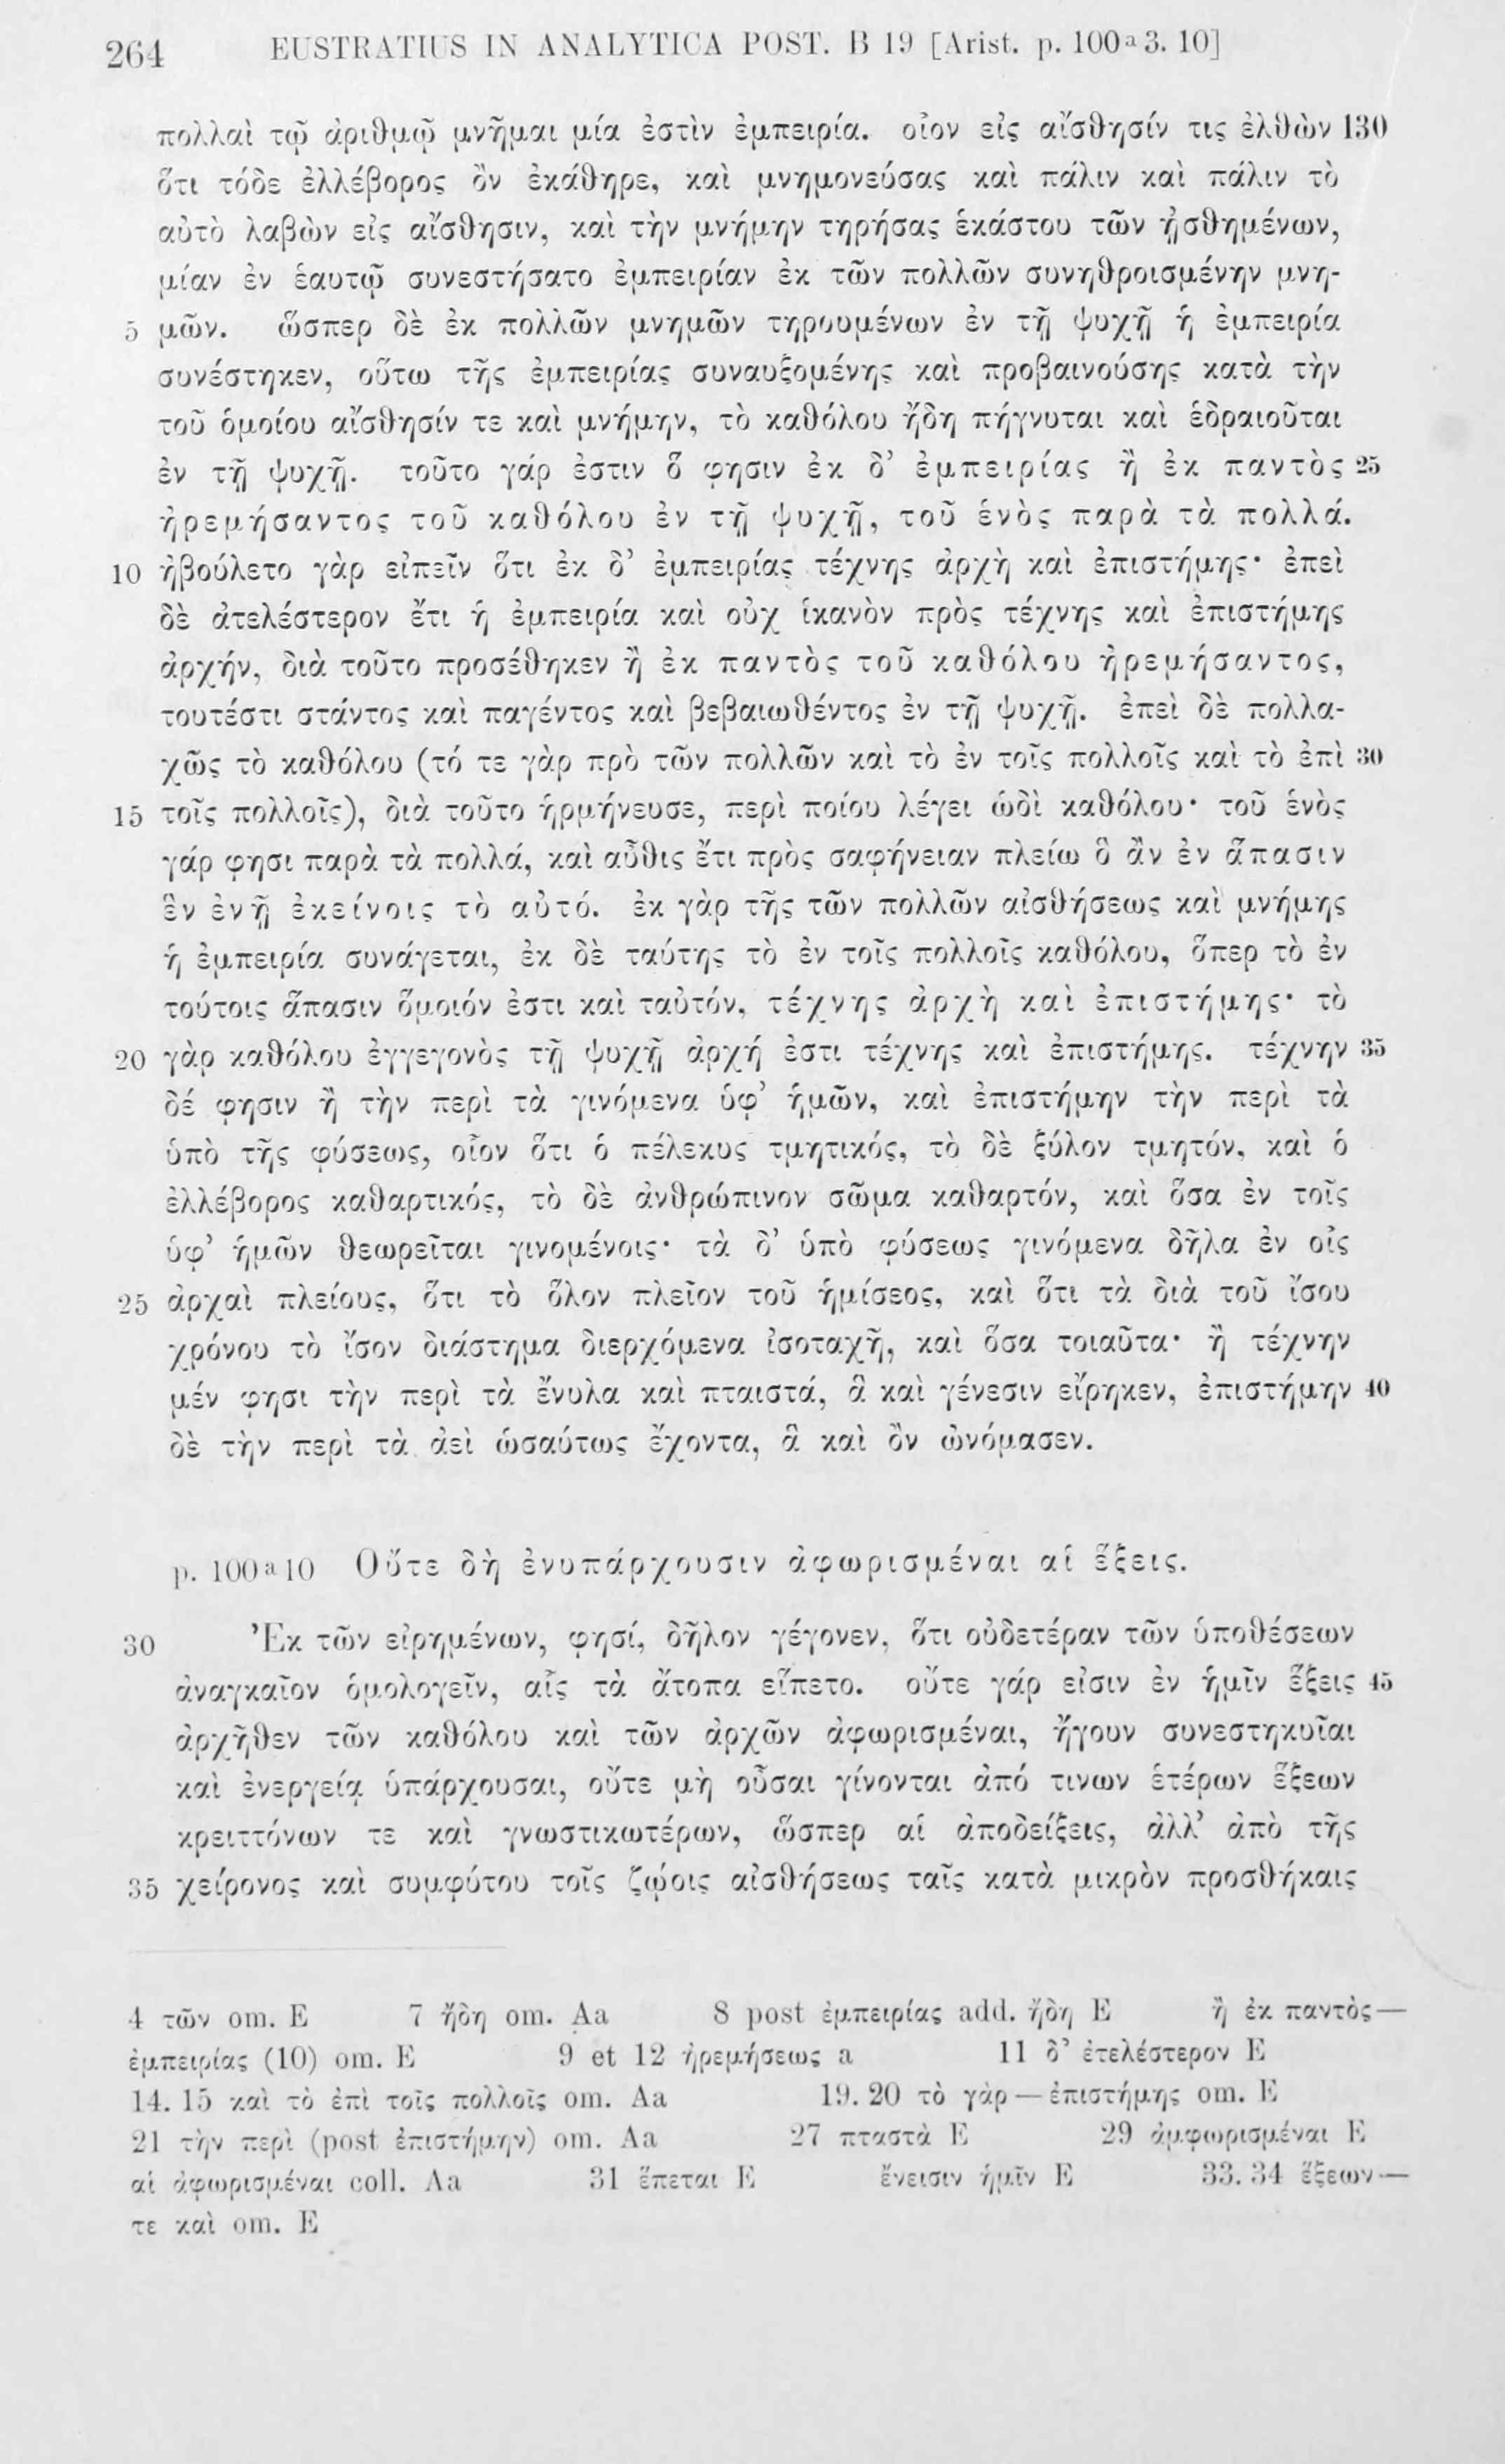 264 EUSTRATIUS IN ANALYTICA POST. B 19 [Arist. p. 100ᵃ3. 10]
πολλαὶ τῷ ἀριθμῷ μνῆμαι μία ἐστὶν ἐμπειρία. οἷον εἰς αἴσθησίν τις ἐλθὼν 130
ὅτι τόδε ἐλλέβορος ὂν ἐκάθηρε, καὶ μνημονεύσας καὶ πάλιν καὶ πάλιν τὸ
αὐτὸ λαβὼν εἰς αἴσθησιν, καὶ τὴν μνήμην τηρήσας ἑκάστου τῶν ᾐσθημένων,
μίαν ἐν ἑαυτῷ συνεστήσατο ἐμπειρίαν ἐκ τῶν πολλῶν συνηθροισμένην μνη-
5 μῶν. ὥσπερ δὲ ἐκ πολλῶν μνημῶν τηρουμένων ἐν τῇ ψυχῇ ἡ ἐμπειρία
συνέστηκεν, οὕτω τῆς ἐμπειρίας συναυξομένης καὶ προβαινούσης κατὰ τὴν
τοῦ ὁμοίου αἴσθησίν τε καὶ μνήμην, τὸ καθόλου ἤδη πήγνυται καὶ ἑδραιοῦται
ἐν τῇ ψυχῇ. τοῦτο γάρ ἐστιν ὅ φησιν ἐκ δ’ ἐμπειρίας ἢ ἐκ παντὸς 25
ἠρεμήσαντος τοῦ καθόλου ἐν τῇ ψυχῇ, τοῦ ἑνὸς παρὰ τὰ πολλά.
10 ἠβούλετο γὰρ εἰπεῖν ὅτι ἐκ δ’ ἐμπειρίας τέχνης ἀρχὴ καὶ ἐπιστήμης· ἐπεὶ
δὲ ἀτελέστερον ἔτι ἡ ἐμπειρία καὶ οὐχ ἱκανὸν πρὸς τέχνης καὶ ἐπιστήμης
ἀρχήν, διὰ τοῦτο προσέθηκεν ἢ ἐκ παντὸς τοῦ καθόλου ἠρεμήσαντος,
τουτέστι στάντος καὶ παγέντος καὶ βεβαιωθέντος ἐν τῇ ψυχῇ. ἐπεὶ δὲ πολλα-
χῶς τὸ καθόλου (τό τε γὰρ πρὸ τῶν πολλῶν καὶ τὸ ἐν τοῖς πολλοῖς καὶ τὸ ἐπὶ 30
15 τοῖς πολλοῖς), διὰ τοῦτο ἡρμήνευσε, περὶ ποίου λέγει ὡδὶ καθόλου· τοῦ ἑνὸς
γάρ φησι παρὰ τὰ πολλά, καὶ αὖθις ἔτι πρὸς σαφήνειαν πλείω ὃ ἂν ἐν ἅπασιν
ἓν ἐνῇ ἐκείνοις τὸ αὐτό. ἐκ γὰρ τῆς τῶν πολλῶν αἰσθήσεως καὶ μνήμης
ἡ ἐμπειρία συνάγεται, ἐκ δὲ ταύτης τὸ ἐν τοῖς πολλοῖς καθόλου, ὅπερ τὸ ἐν
τούτοις ἅπασιν ὅμοιόν ἐστι καὶ ταὐτόν, τέχνης ἀρχὴ καὶ ἐπιστήμης· τὸ
20 γὰρ καθόλου ἐγγεγονὸς τῇ ψυχῇ ἀρχή ἐστι τέχνης καὶ ἐπιστήμης. τέχνην 35
δέ φησιν ἢ τὴν περὶ τὰ γινόμενα ὑφ’ ἡμῶν, καὶ ἐπιστήμην τὴν περὶ τὰ
ὑπὸ τῆς φύσεως, οἷον ὅτι ὁ πέλεκυς τμητικός, τὸ δὲ ξύλον τμητόν, καὶ ὁ
ἐλλέβορος καθαρτικός, τὸ δὲ ἀνθρώπινον σῶμα καθαρτόν, καὶ ὅσα ἐν τοῖς
ὑφ’ ἡμῶν θεωρεῖται γινομένοις· τὰ δ’ ὑπὸ φύσεως γινόμενα δῆλα ἐν οἷς
25 ἀρχαὶ πλείους, ὅτι τὸ ὅλον πλεῖον τοῦ ἡμίσεος, καὶ ὅτι τὰ διὰ τοῦ ἴσου
χρόνου τὸ ἴσον διάστημα διερχόμενα ἰσοταχῆ, καὶ ὅσα τοιαῦτα· ἢ τέχνην
μέν φησι τὴν περὶ τὰ ἔνυλα καὶ πταιστά, ἃ καὶ γένεσιν εἴρηκεν, ἐπιστήμην 40
δὲ τὴν περὶ τὰ ἀεὶ ὡσαύτως ἔχοντα, ἃ καὶ ὂν ὠνόμασεν.
p. 100ᵃ10 Οὔτε δὴ ἐνυπάρχουσιν ἀφωρισμέναι αἱ ἕξεις.
30 Ἐκ τῶν εἰρημένων, φησί, δῆλον γέγονεν, ὅτι οὐδετέραν τῶν ὑποθέσεων
ἀναγκαῖον ὁμολογεῖν, αἷς τὰ ἄτοπα εἵπετο. οὔτε γάρ εἰσιν ἐν ἡμῖν ἕξεις 45
ἀρχῆθεν τῶν καθόλου καὶ τῶν ἀρχῶν ἀφωρισμέναι, ἤγουν συνεστηκυῖαι
καὶ ἐνεργείᾳ ὑπάρχουσαι, οὔτε μὴ οὖσαι γίνονται ἀπό τινων ἑτέρων ἕξεων
κρειττόνων τε καὶ γνωστικωτέρων, ὥσπερ αἱ ἀποδείξεις, ἀλλ’ ἀπὸ τῆς
35 χείρονος καὶ συμφύτου τοῖς ζῴοις αἰσθήσεως ταῖς κατὰ μικρὸν προσθήκαις
4 τῶν om. E 7 ἤδη om. Aa 8 post ἐμπειρίας add. ἤδη E ἢ ἐκ παντὸς—
ἐμπειρίας (10) om. E 9 et 12 ἠρεμήσεως a 11 δ’ ἐτελέστερον E
14. 15 καὶ τὸ ἐπὶ τοῖς πολλοῖς om. Aa 19. 20 τὸ γὰρ—ἐπιστήμης om. E
21 τὴν περὶ (post ἐπιστήμην) om. Aa 27 πταστὰ E 29 ἀμφωρισμέναι E
αἱ ἀφωρισμέναι coll. Aa 31 ἕπεται E ἔνεισιν ἡμῖν E 33. 34 ἕξεων—
τε καὶ om. E